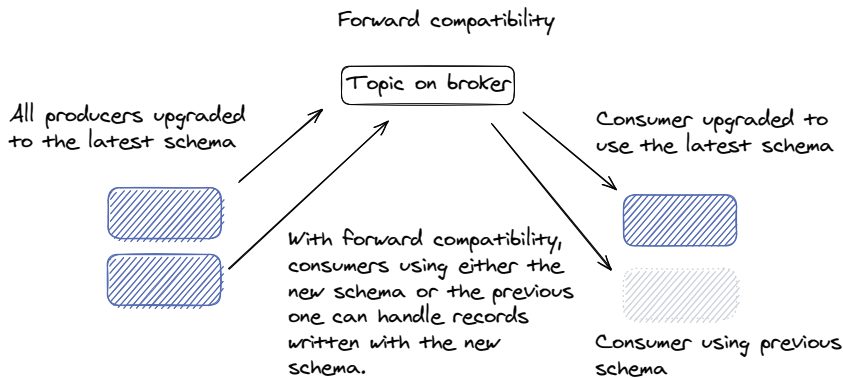 Forward compatibility
Topic on broker
All producers upgraded
to the latest schema
Consumer upgraded to
use the latest schema
With forward compatibility,
consumers using either the
new schema or the previous
one can handle records
written with the new
schema.
Consumer using previous
schema